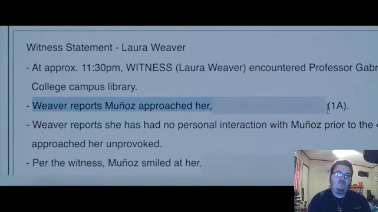 Witness Statement - Laura Weaver
- At approx. 11:30pm, WITNESS (Laura Weaver) encountered Professor Gabr
College campus library.
- Weaver reports Muñoz approached her, (1A).
- Weaver reports she has had no personal interaction with Muñoz prior to the
approached her unprovoked.
- Per the witness, Muñoz smiled at her.